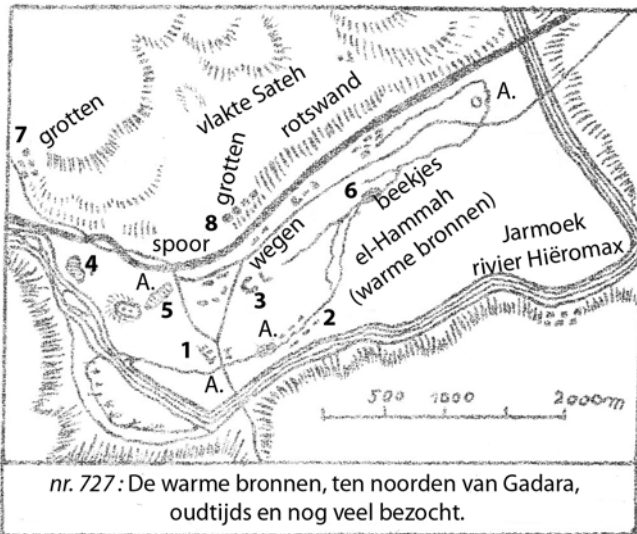 7
grotten
vlakte Sateh
grotten
rotswand
A.
8
6
beekjes
el-Hammah
(warme bronnen)
Jarmoek
rivier Hiëromax
spoor
wegen
4
A.
5
3
A.
2
1
A.
500 1000 2000m
nr. 727 : De warme bronnen, ten noorden van Gadara,
oudtijds en nog veel bezocht.